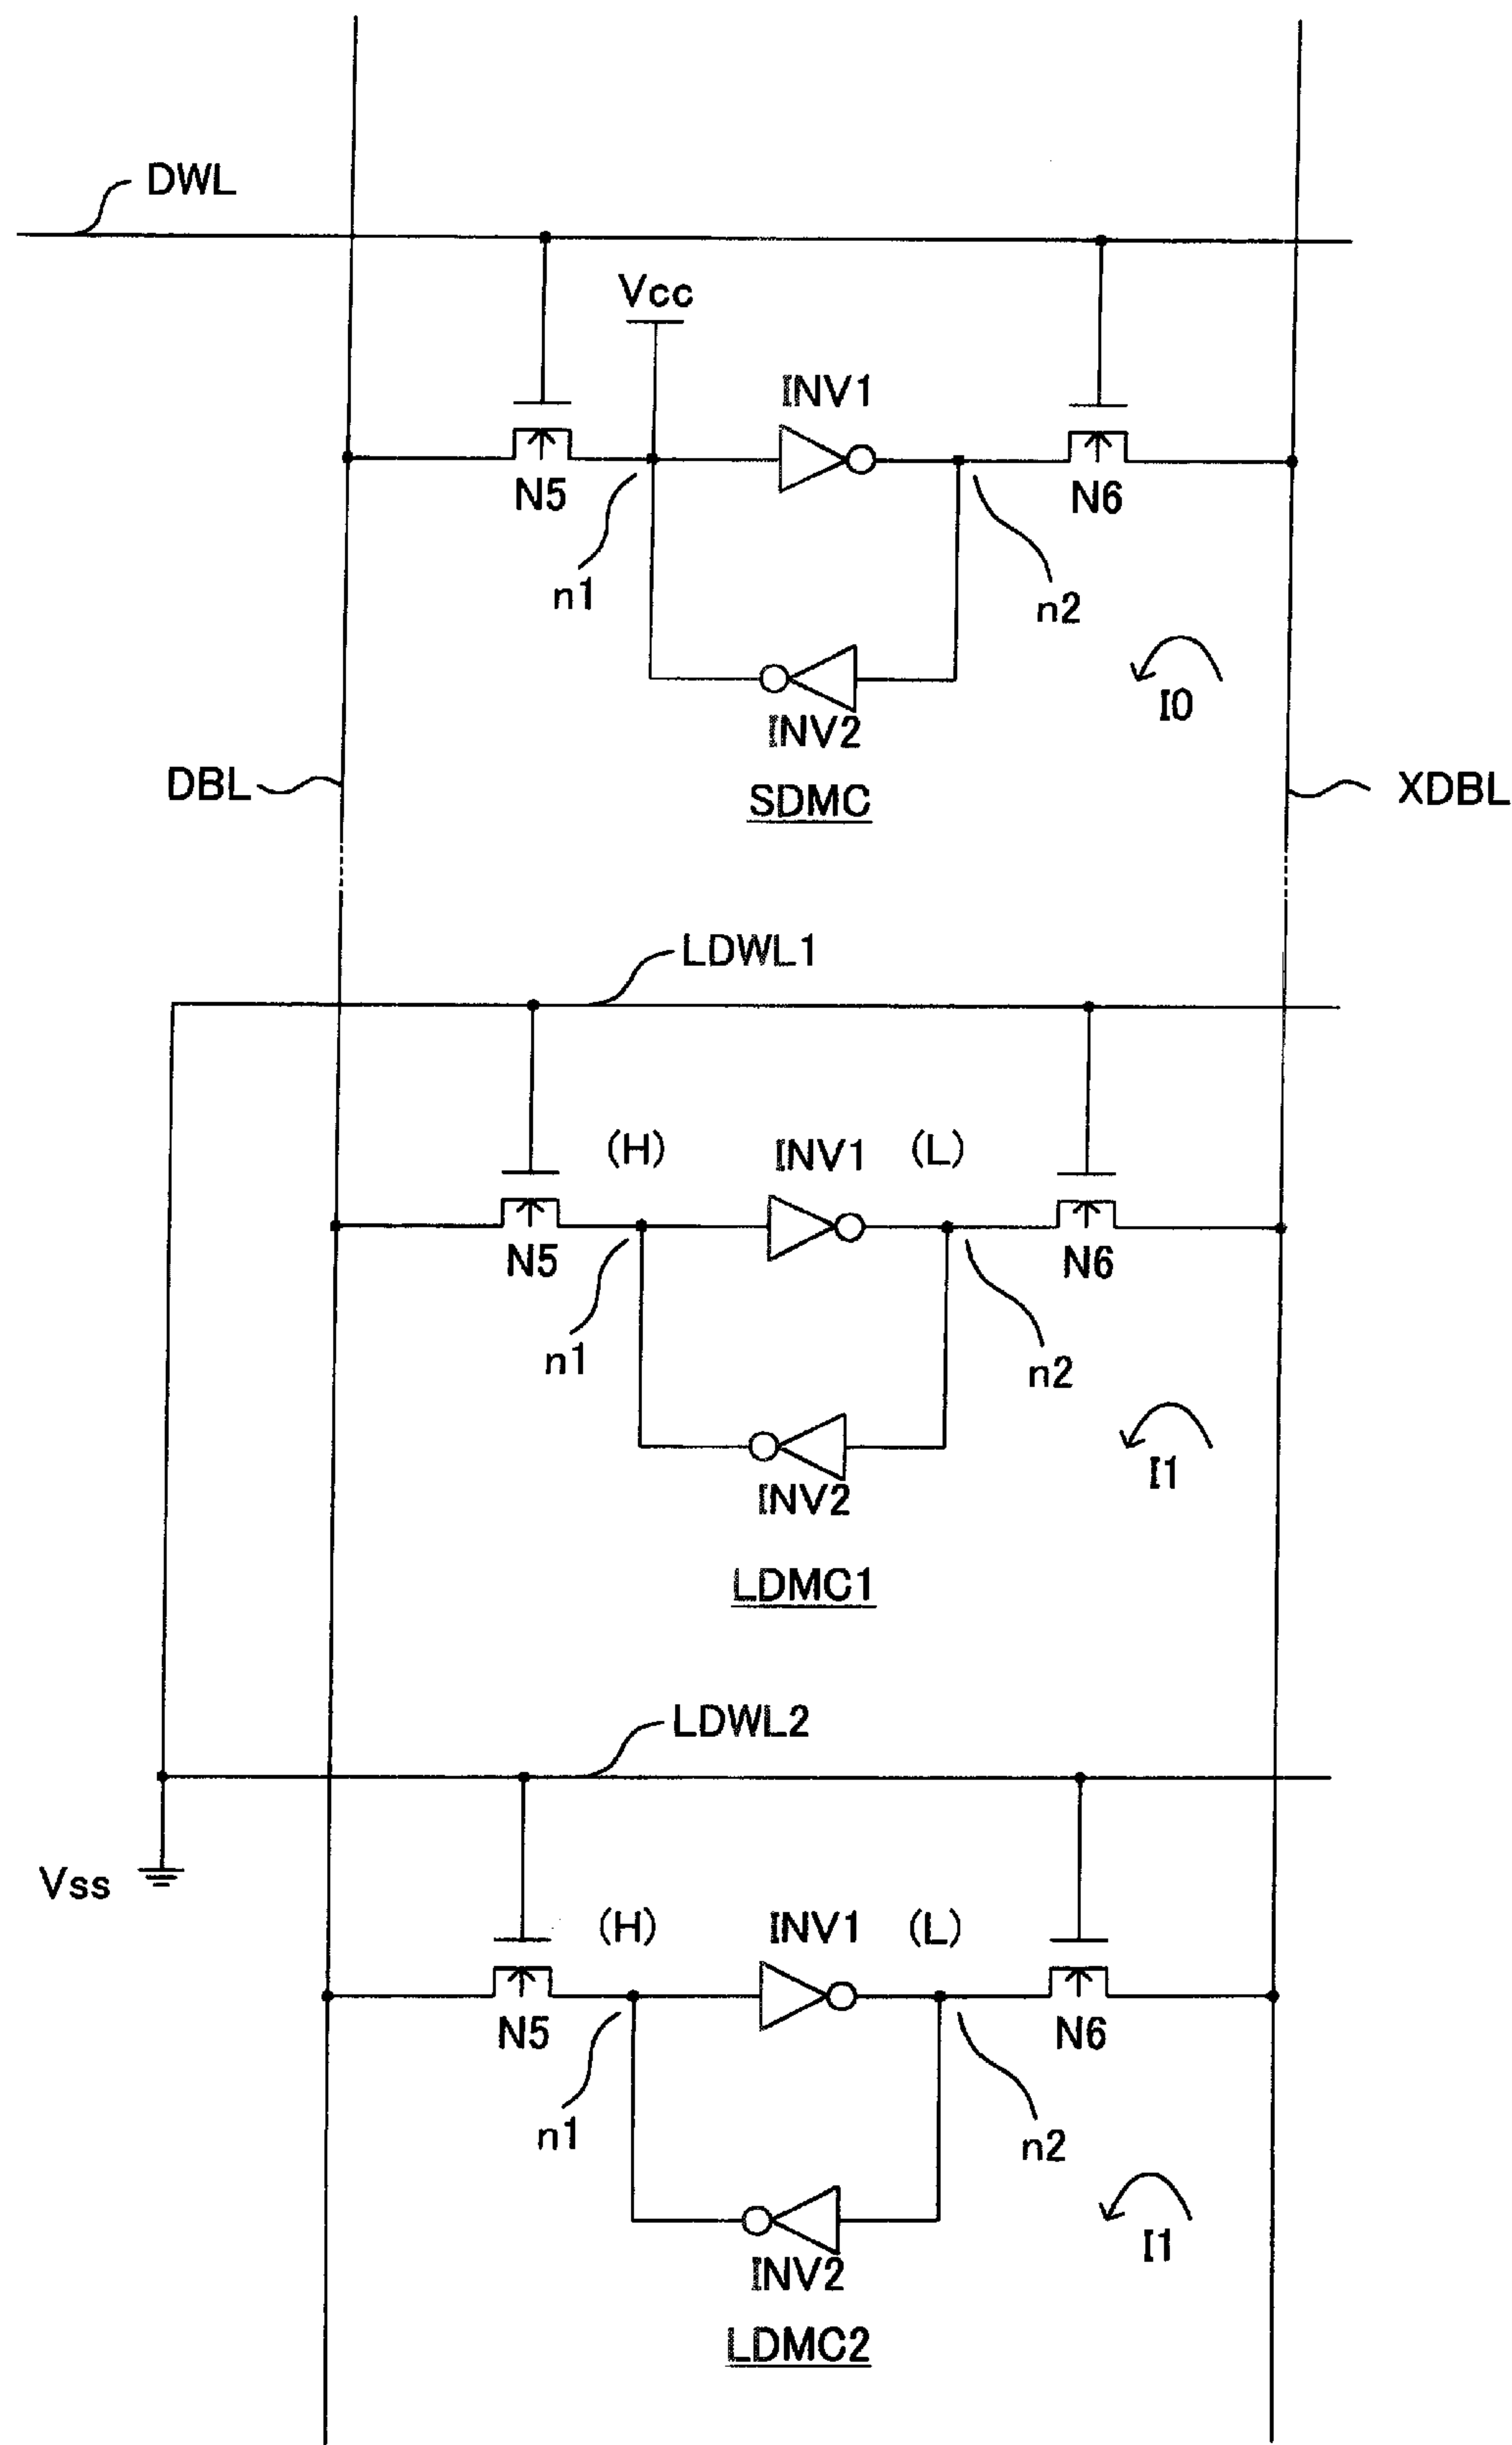 DWL
Vcc
INV1
N5
N6
n1
n2
I0
INV2
DBL
SDMC
XDBL
LDWL1
(H)
INV1
(L)
N5
N6
n1
n2
I1
INV2
LDMC1
LDWL2
Vss
(H)
INV1
(L)
N5
N6
n1
n2
I1
INV2
LDMC2